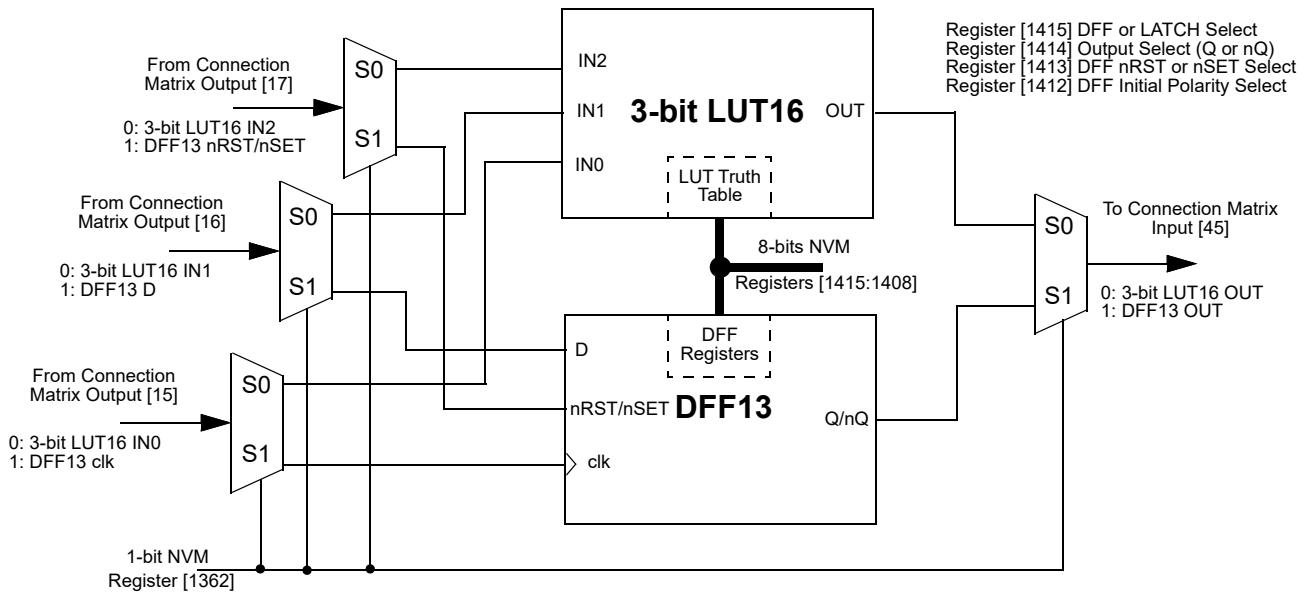 Register [1415] DFF or LATCH Select
Register [1414] Output Select (Q or nQ)
Register [1413] DFF nRST or nSET Select
Register [1412] DFF Initial Polarity Select
From Connection
Matrix Output [17]
0: 3-bit LUT16 IN2
1: DFF13 nRST/nSET
S0
S1
IN2
IN1
IN0
3-bit LUT16
OUT
LUT Truth
Table
From Connection
Matrix Output [16]
0: 3-bit LUT16 IN1
1: DFF13 D
S0
S1
8-bits NVM
Registers [1415:1408]
S0
S1
To Connection Matrix
Input [45]
0: 3-bit LUT16 OUT
1: DFF13 OUT
From Connection
Matrix Output [15]
0: 3-bit LUT16 IN0
1: DFF13 clk
S0
S1
DFF
Registers
D
nRST/nSET
DFF13
Q/nQ
clk
1-bit NVM
Register [1362]